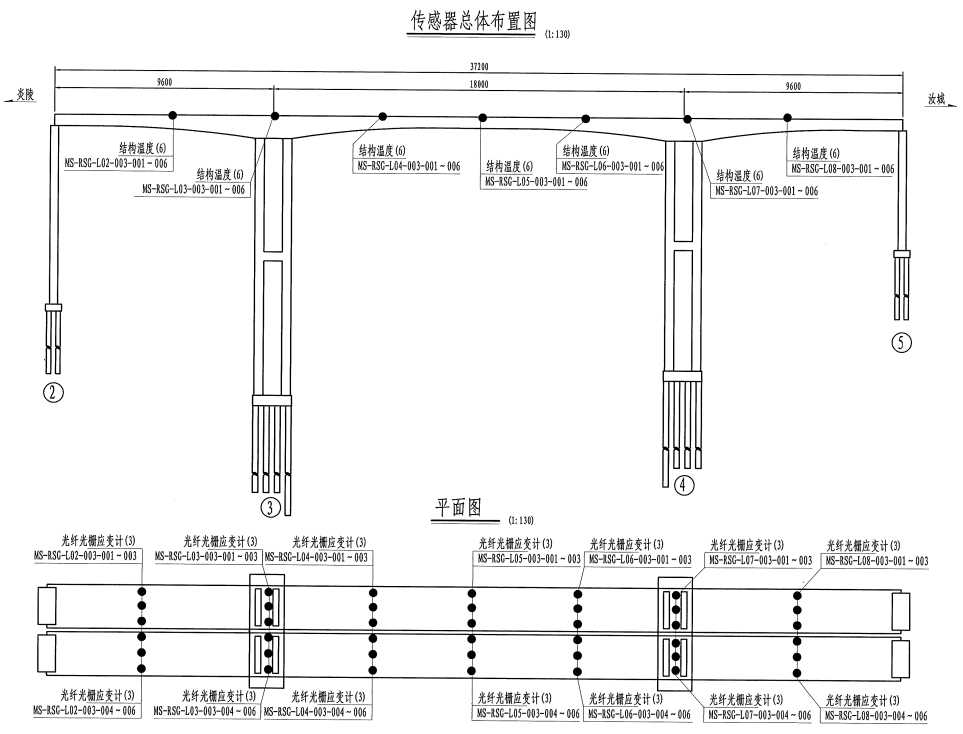 传感器总体布置图
(1:130)
37200
9600
18000
9600
炎陵
汝城
结构温度(6)
MS-RSG-L02-003-001~006
结构温度(6)
MS-RSG-L03-003-001~006
结构温度(6)
MS-RSG-L04-003-001~006
结构温度(6)
MS-RSG-L05-003-001~006
结构温度(6)
MS-RSG-L06-003-001~006
结构温度(6)
MS-RSG-L07-003-001~006
结构温度(6)
MS-RSG-L08-003-001~006
2
3
4
5
平面图
(1:130)
光纤光栅应变计(3)
MS-RSG-L02-003-001~003
光纤光栅应变计(3)
MS-RSG-L03-003-001~003
光纤光栅应变计(3)
MS-RSG-L04-003-001~003
光纤光栅应变计(3)
MS-RSG-L05-003-001~003
光纤光栅应变计(3)
MS-RSG-L06-003-001~003
光纤光栅应变计(3)
MS-RSG-L07-003-001~003
光纤光栅应变计(3)
MS-RSG-L08-003-001~003
光纤光栅应变计(3)
MS-RSG-L02-003-004~006
光纤光栅应变计(3)
MS-RSG-L03-003-004~006
光纤光栅应变计(3)
MS-RSG-L04-003-004~006
光纤光栅应变计(3)
MS-RSG-L05-003-004~006
光纤光栅应变计(3)
MS-RSG-L06-003-004~006
光纤光栅应变计(3)
MS-RSG-L07-003-004~006
光纤光栅应变计(3)
MS-RSG-L08-003-004~006